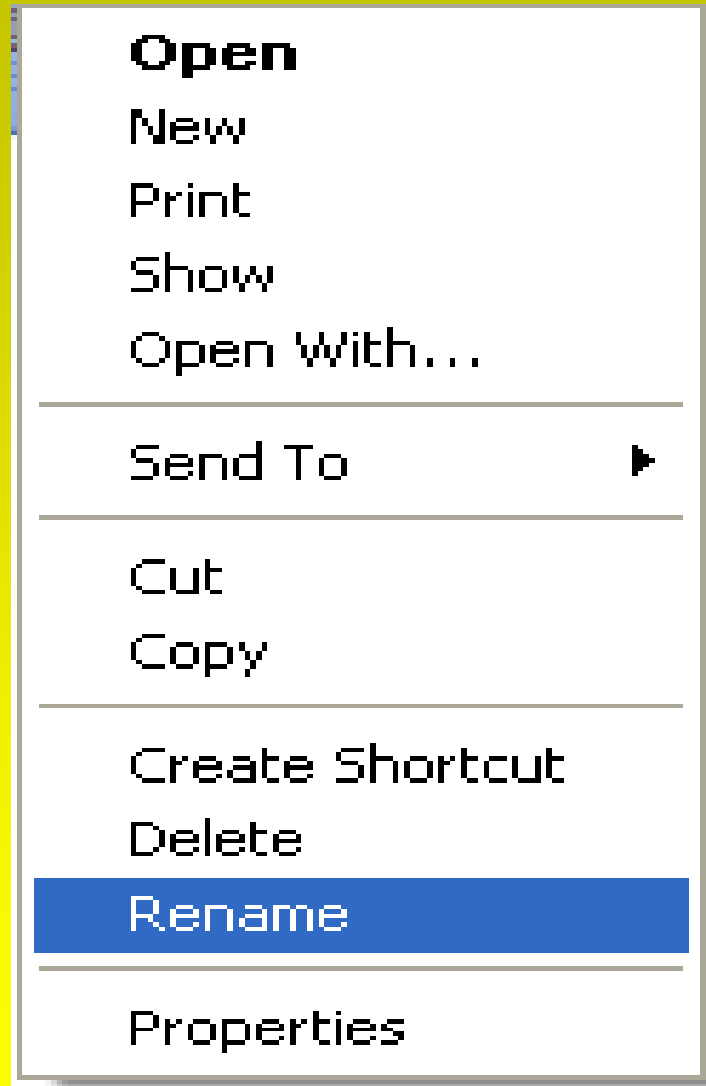 Open
New
Print
Show
Open With...
Send To
Cut
Copy
Create Shortcut
Delete
Rename
Properties